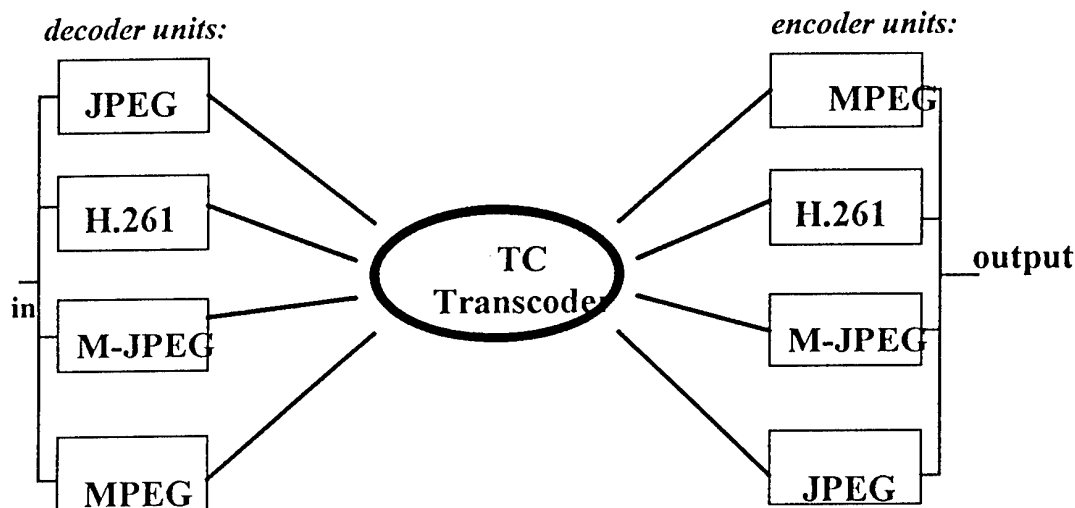 decoder units:
encoder units:
JPEG
MPEG
H.261
H.261
TC
Transcoder
in
output
M-JPEG
M-JPEG
MPEG
JPEG